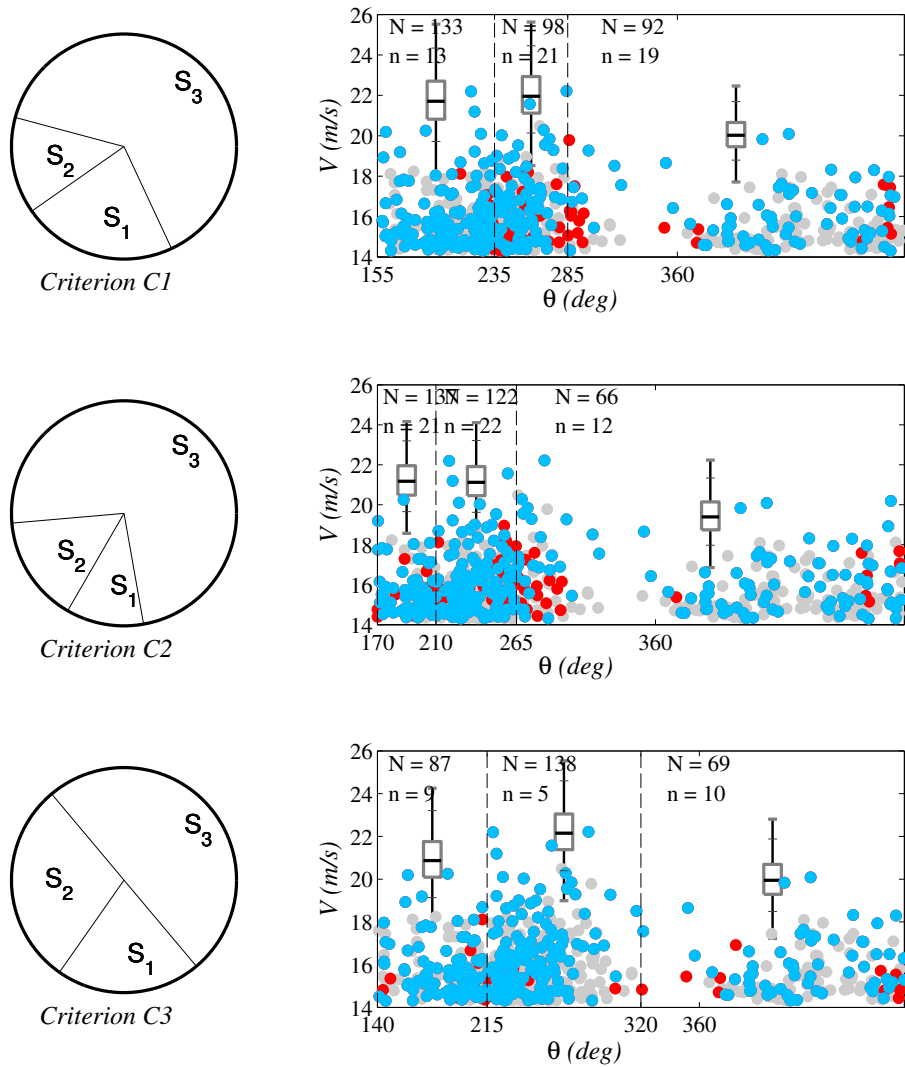 S3
S2
S1
Criterion C1
26
24
22
20
18
16
14
V (m/s)
N = 133 N = 98 N = 92
n = 13 n = 21 n = 19
155 235 285 360
θ (deg)
S3
S2
S1
Criterion C2
26
24
22
20
18
16
14
V (m/s)
N = 137 N = 122 N = 66
n = 21 n = 22 n = 12
170 210 265 360
θ (deg)
S3
S2
S1
Criterion C3
26
24
22
20
18
16
14
V (m/s)
N = 87 N = 138 N = 69
n = 9 n = 5 n = 10
140 215 320 360
θ (deg)